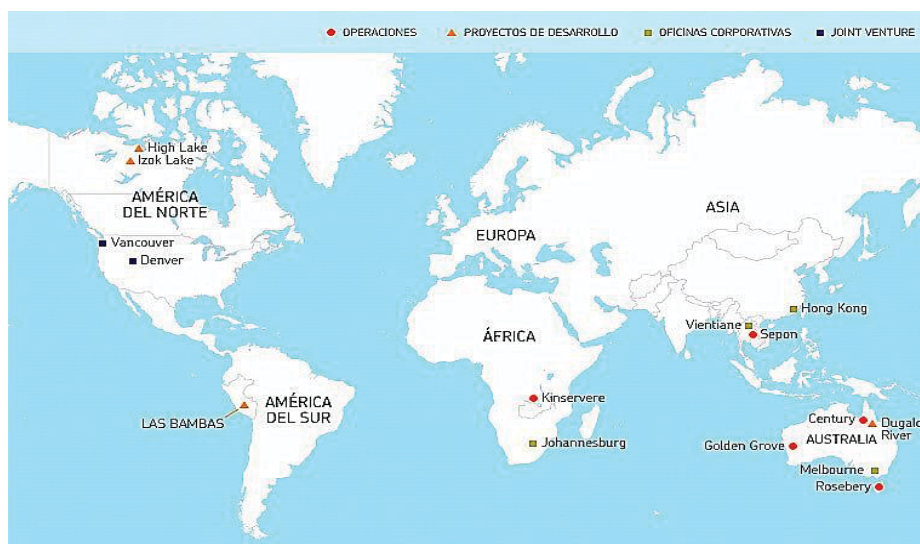 OPERACIONES
PROYECTOS DE DESARROLLO
OFICINAS CORPORATIVAS
JOINT VENTURE
High Lake
Izok Lake
AMÉRICA
DEL NORTE
Vancouver
Denver
ASIA
EUROPA
Hong Kong
Vientiane
Sepon
ÁFRICA
AMÉRICA
DEL SUR
LAS BAMBAS
Kinservere
Johannesburg
Century
Dugald
River
Golden Grove
AUSTRALIA
Melbourne
Rosebery